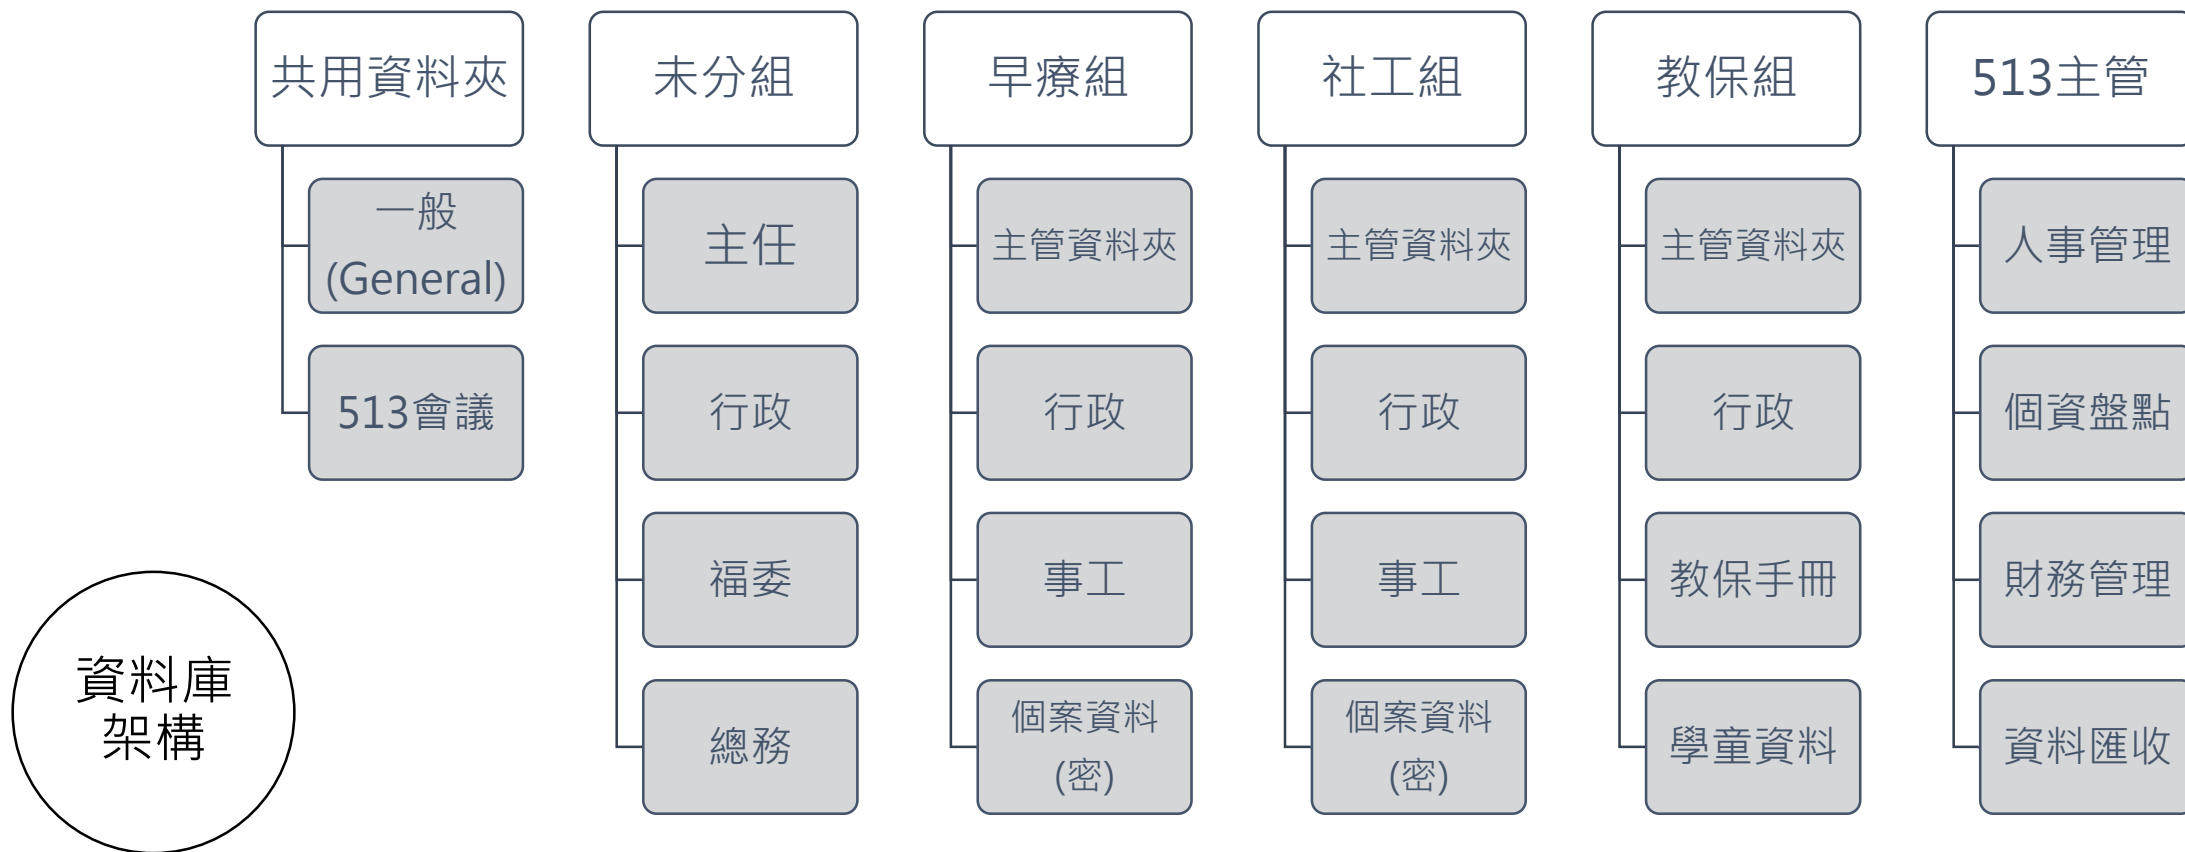 共用資料夾
一般
(General)
513會議
未分組
主任
行政
福委
總務
早療組
主管資料夾
行政
事工
個案資料
(密)
社工組
主管資料夾
行政
事工
個案資料
(密)
教保組
主管資料夾
行政
教保手冊
學童資料
513主管
人事管理
個資盤點
財務管理
資料匯收
資料庫
架構